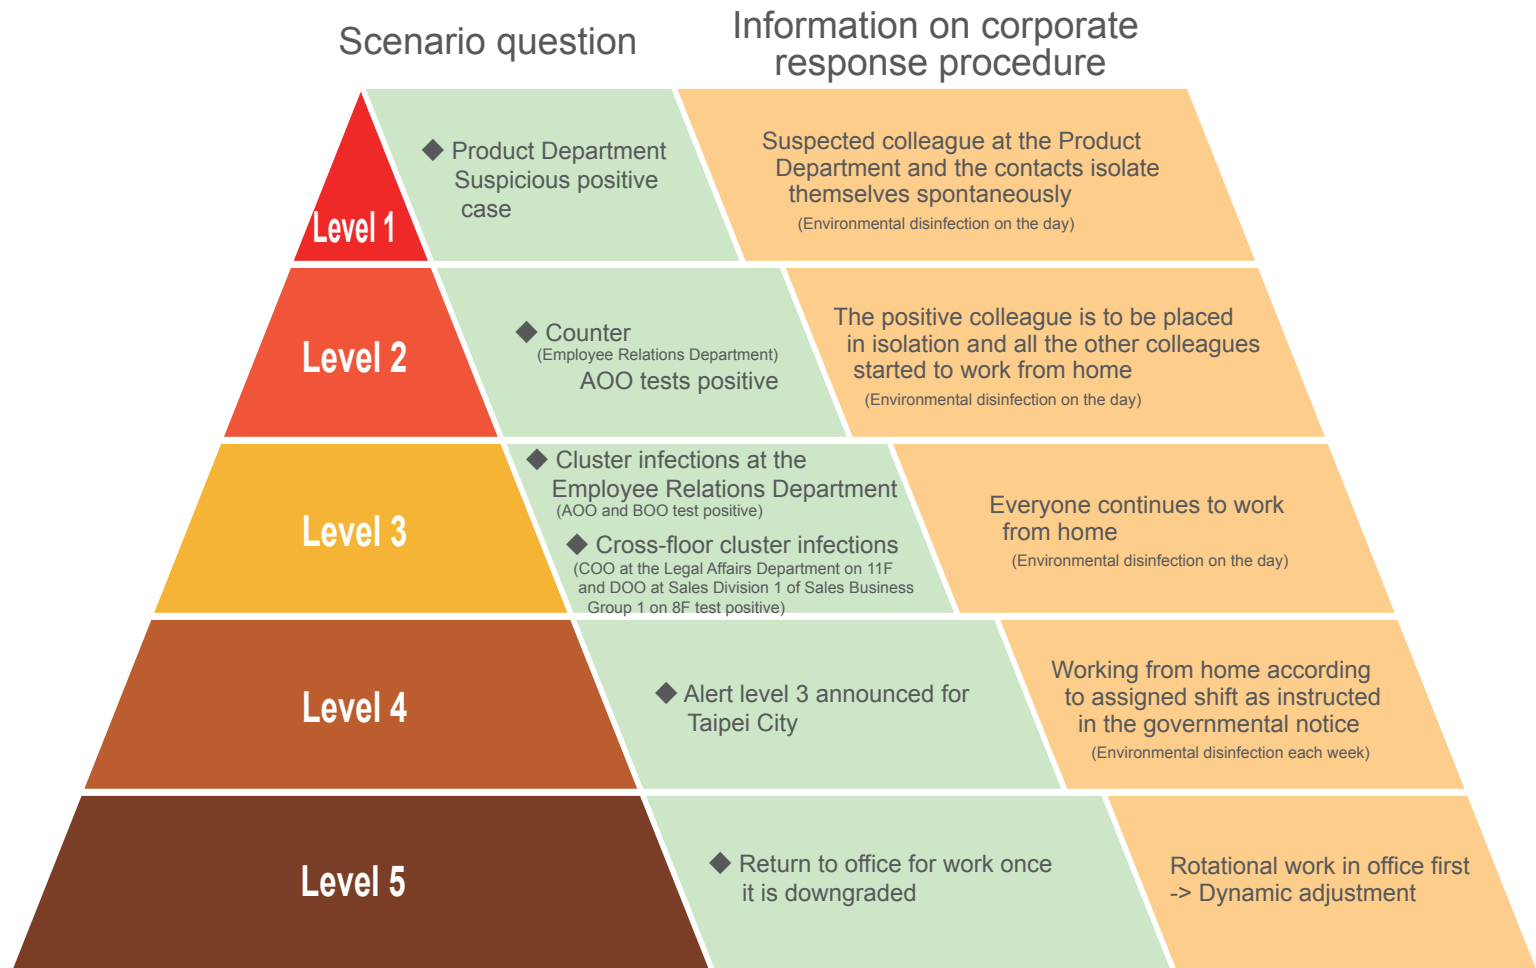 Scenario question
Information on corporate
response procedure
Level 1
◆ Product Department
Suspicious positive
case
Suspected colleague at the Product
Department and the contacts isolate
themselves spontaneously
(Environmental disinfection on the day)
Level 2
◆ Counter
(Employee Relations Department)
AOO tests positive
The positive colleague is to be placed
in isolation and all the other colleagues
started to work from home
(Environmental disinfection on the day)
Level 3
◆ Cluster infections at the
Employee Relations Department
(AOO and BOO test positive)
◆ Cross-floor cluster infections
(COO at the Legal Affairs Department on 11F
and DOO at Sales Division 1 of Sales Business
Group 1 on 8F test positive)
Everyone continues to work
from home
(Environmental disinfection on the day)
Level 4
◆ Alert level 3 announced for
Taipei City
Working from home according
to assigned shift as instructed
in the governmental notice
(Environmental disinfection each week)
Level 5
◆ Return to office for work once
it is downgraded
Rotational work in office first
-> Dynamic adjustment